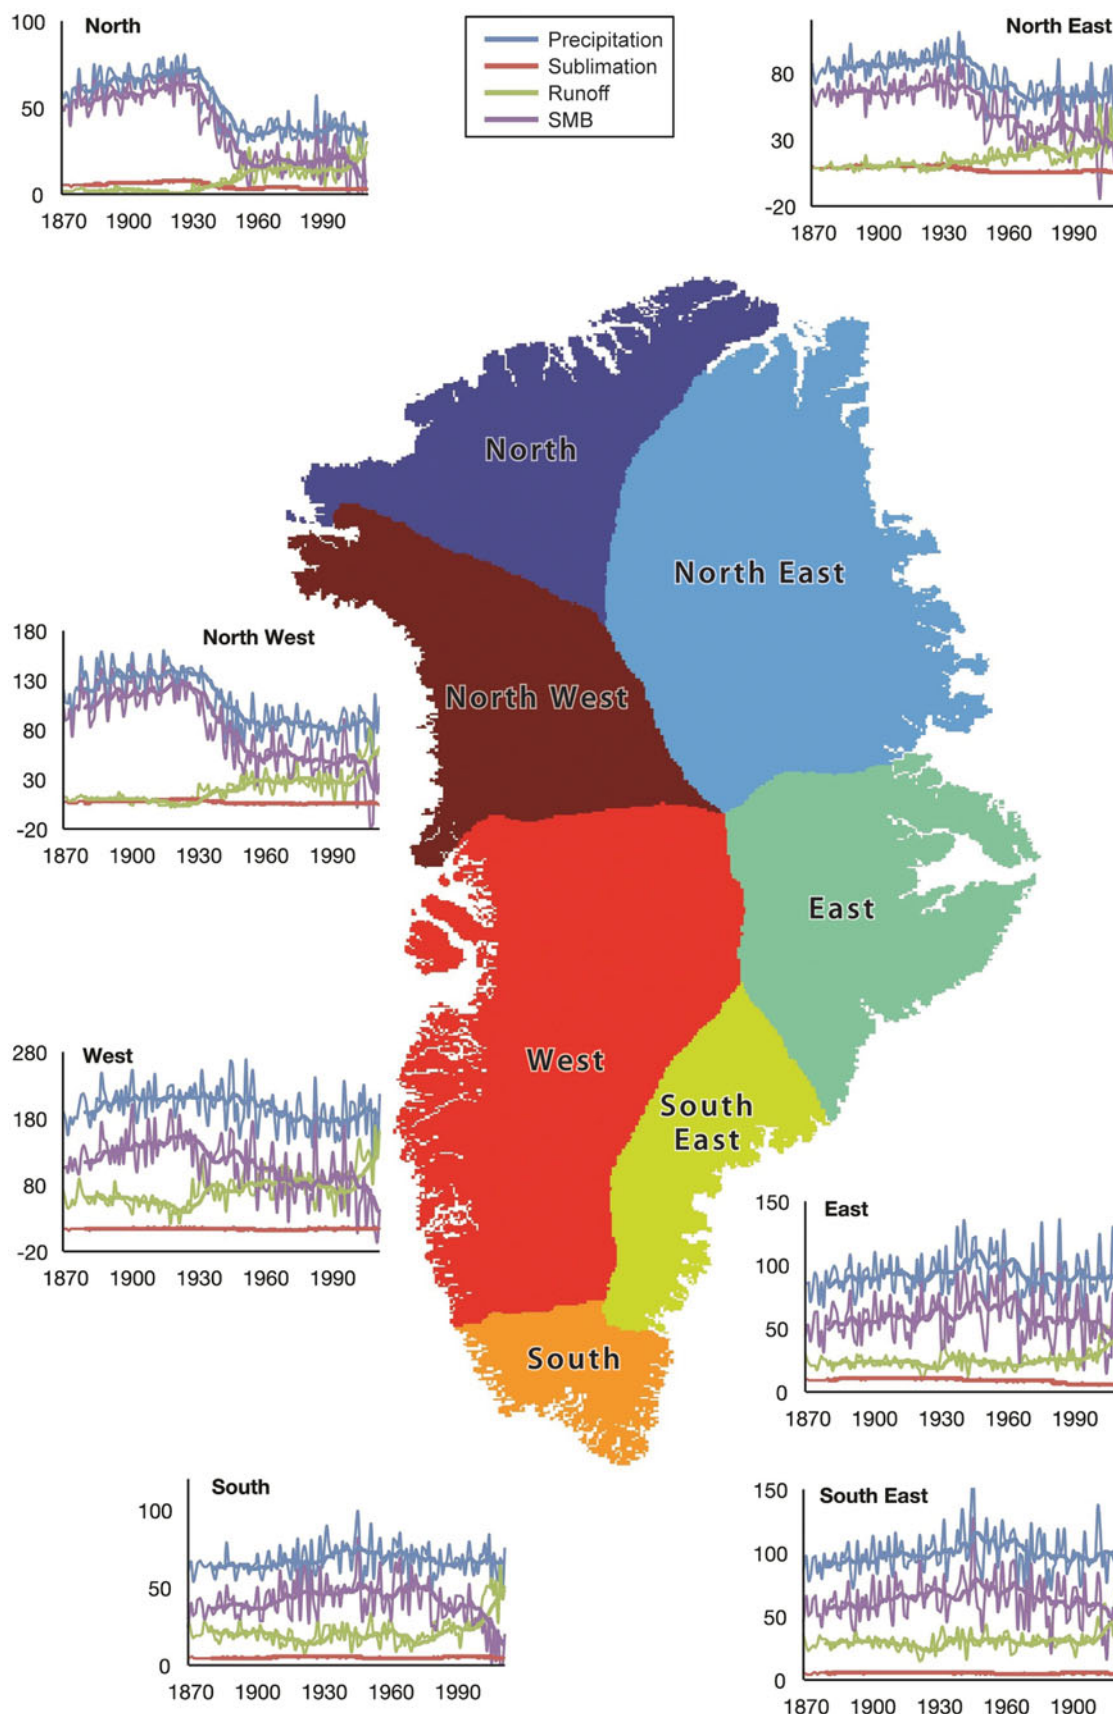 100
North
50
0
1870 1900 1930 1960 1990
Precipitation
Sublimation
Runoff
SMB
North East
80
30
-20
1870 1900 1930 1960 1990
North
North East
North West
East
West
South
East
South
180
North West
130
80
30
-20
1870 1900 1930 1960 1990
280
West
180
80
-20
1870 1900 1930 1960 1990
150
East
100
50
0
1870 1900 1930 1960 1990
South
100
50
0
1870 1900 1930 1960 1990
150
South East
100
50
0
1870 1900 1930 1960 1900